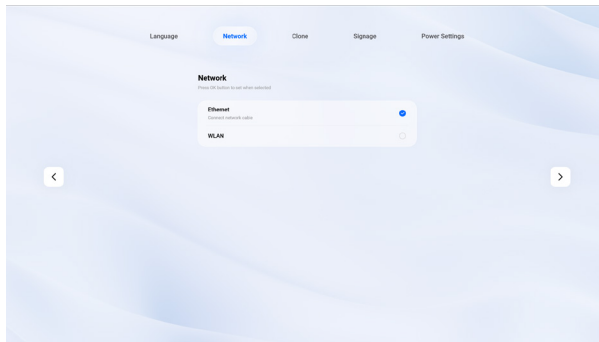 Language Network Clone Signage Power Settings
Network
Press OK button to set when selected
Ethernet
Connect network cable
WLAN